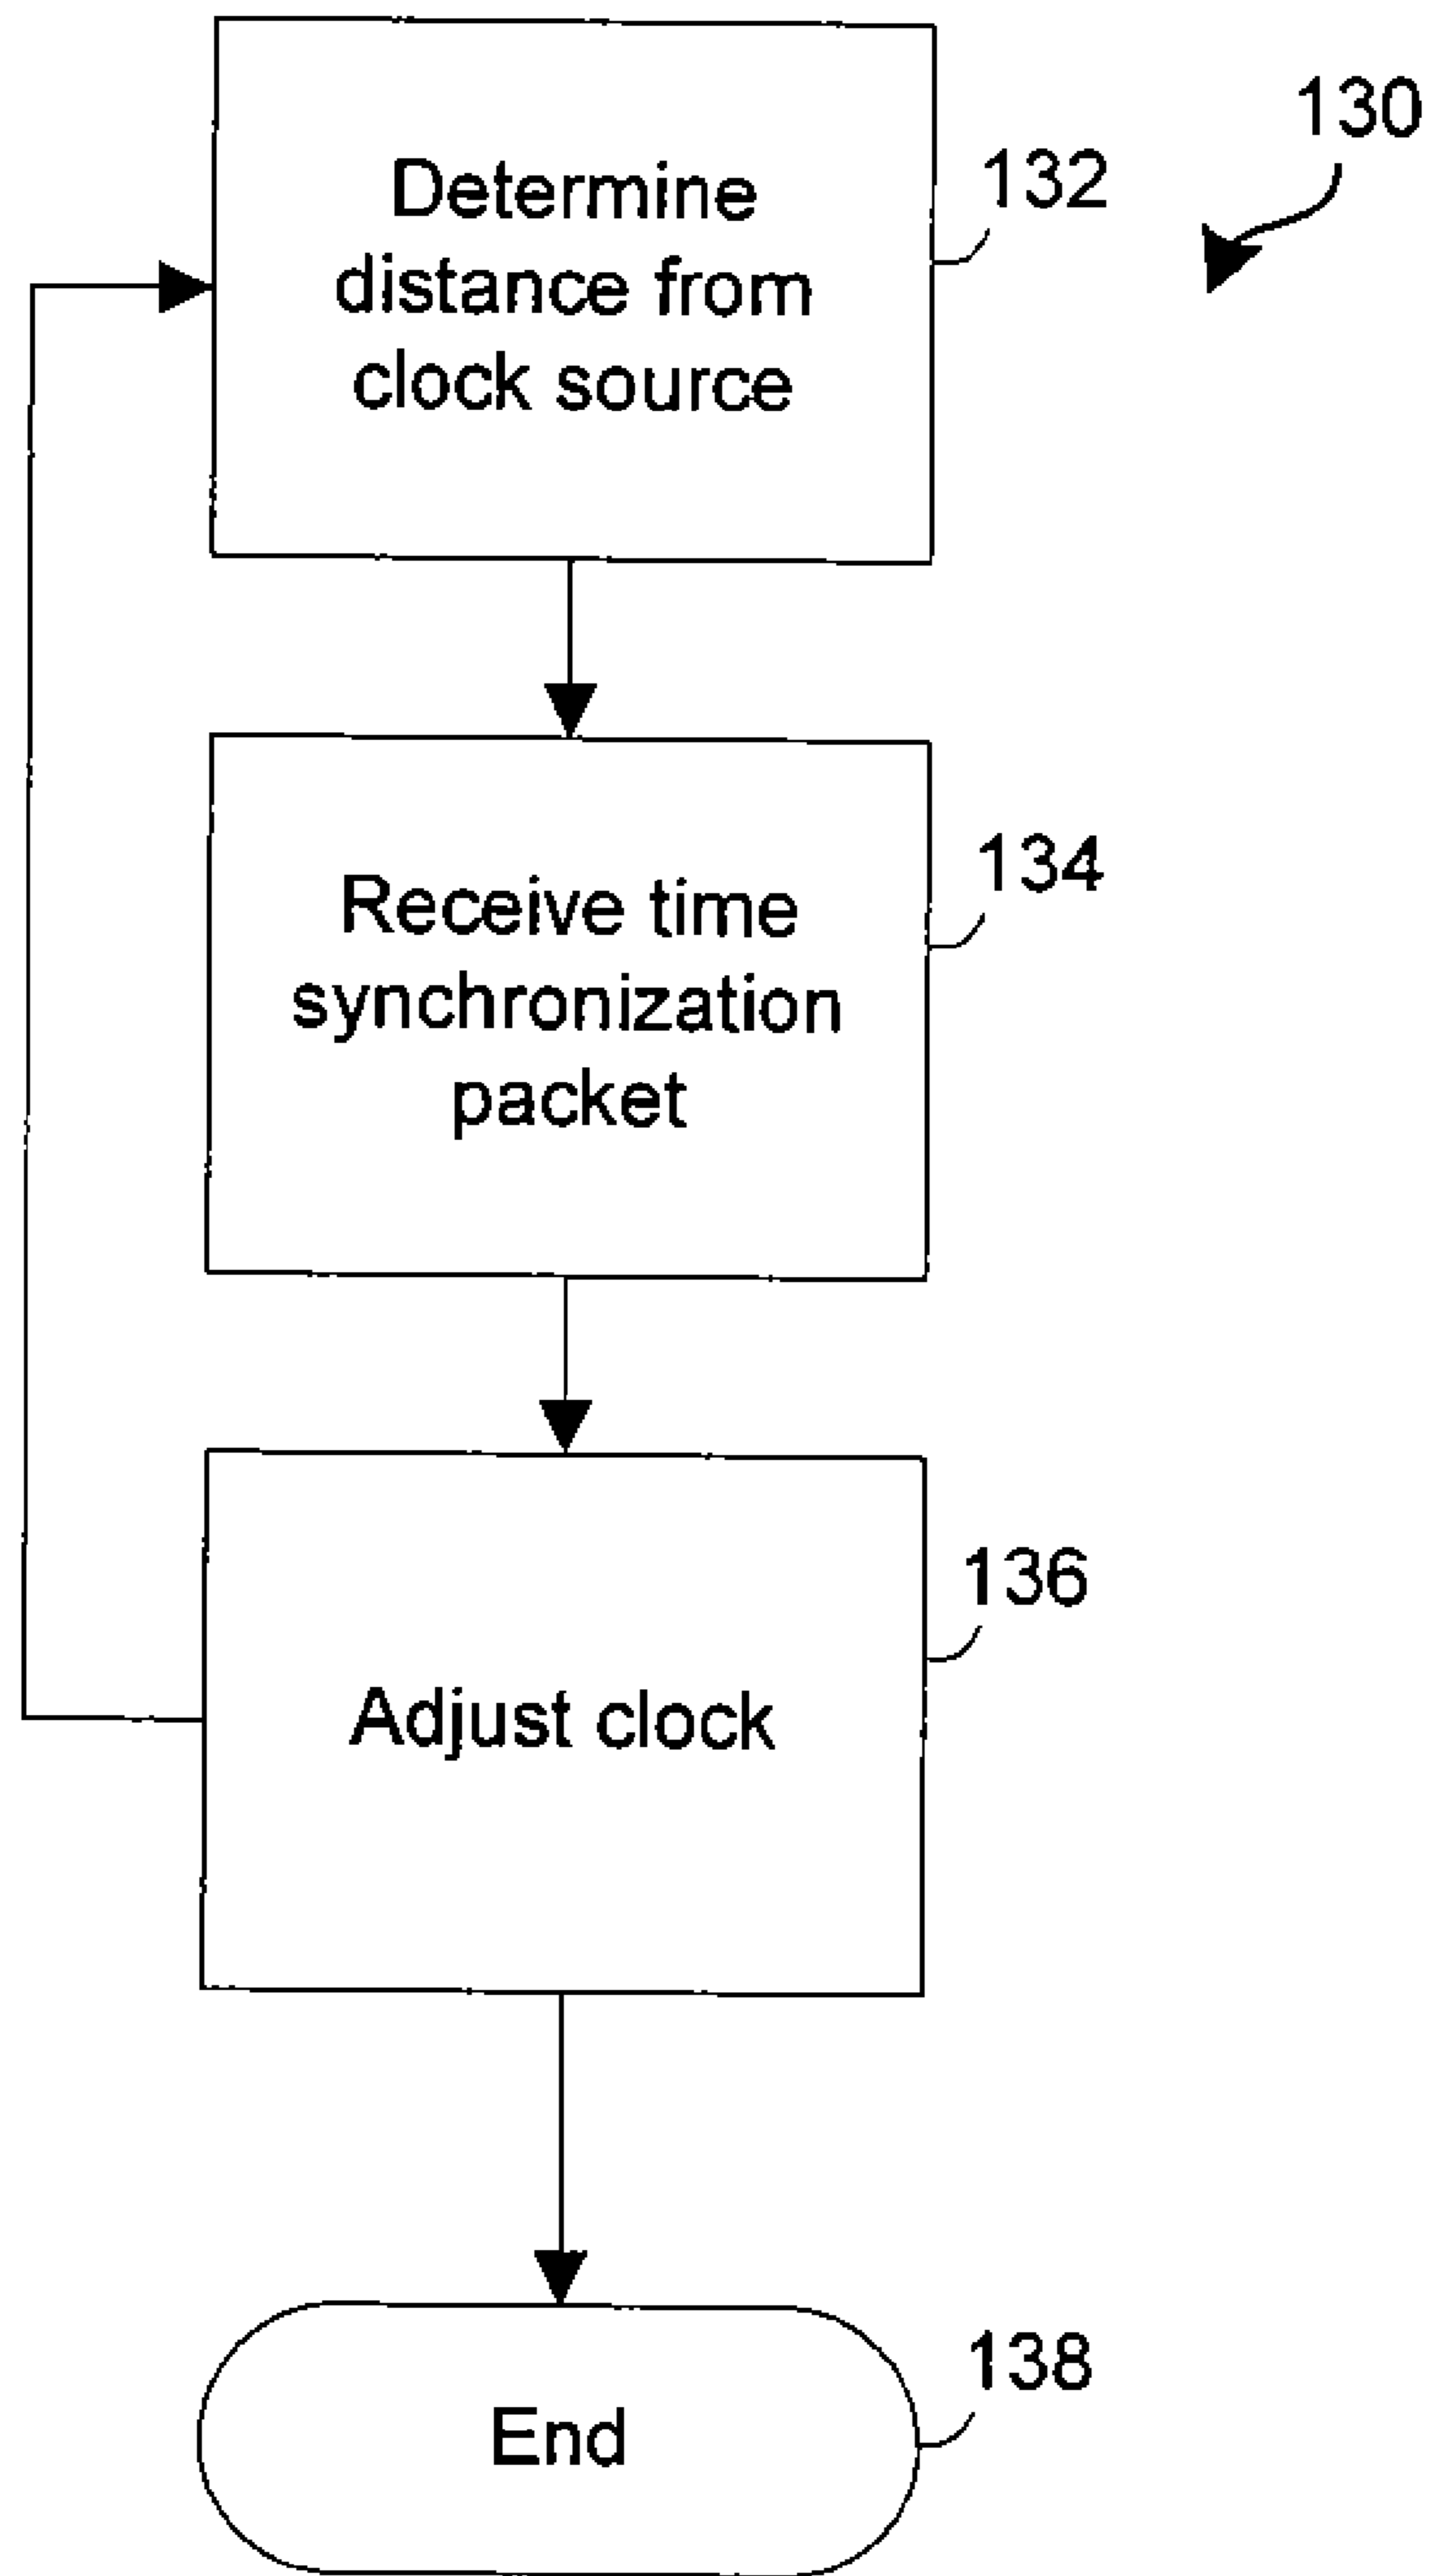 130
132
Determine
distance from
clock source
134
Receive time
synchronization
packet
136
Adjust clock
138
End